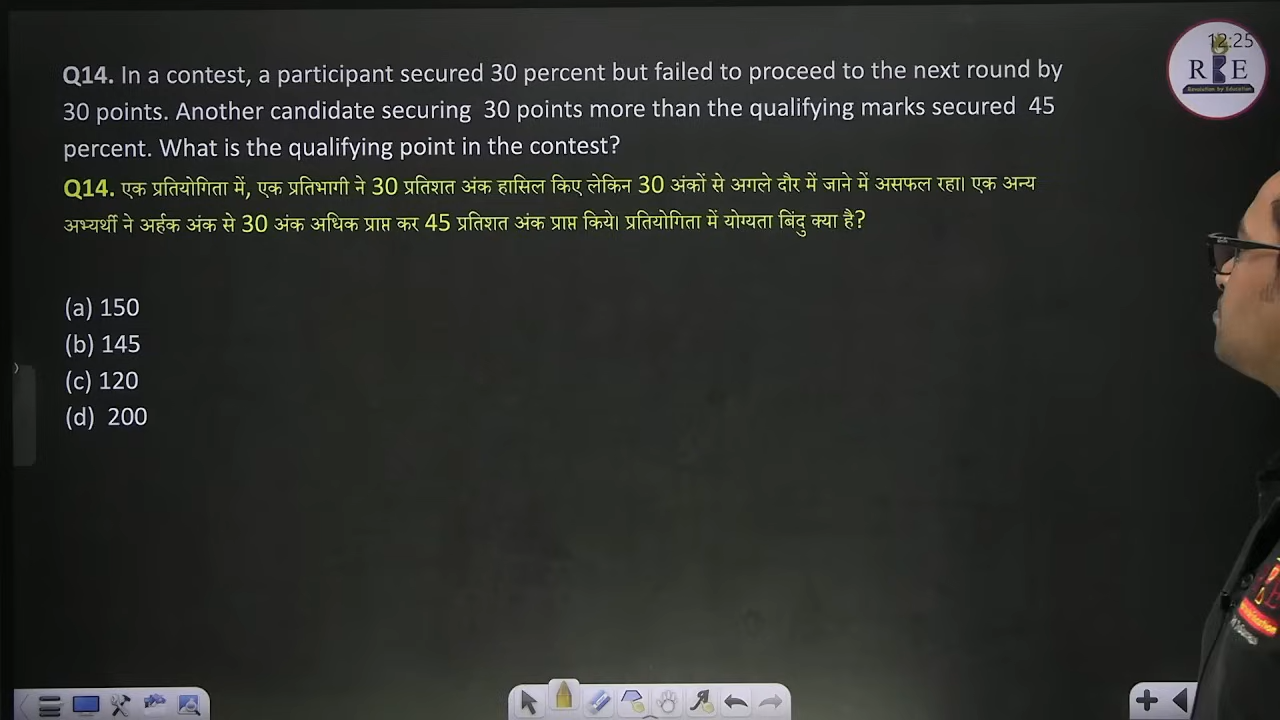 12:25
R E
Revolution by Education
Q14. In a contest, a participant secured 30 percent but failed to proceed to the next round by
30 points. Another candidate securing 30 points more than the qualifying marks secured 45
percent. What is the qualifying point in the contest?
Q14. एक प्रतियोगिता में, एक प्रतिभागी ने 30 प्रतिशत अंक हासिल किए लेकिन 30 अंकों से अगले दौर में जाने में असफल रहा। एक अन्य
अभ्यर्थी ने अर्हक अंक से 30 अंक अधिक प्राप्त कर 45 प्रतिशत अंक प्राप्त किये। प्रतियोगिता में योग्यता बिंदु क्या है?
(a) 150
(b) 145
(c) 120
(d) 200